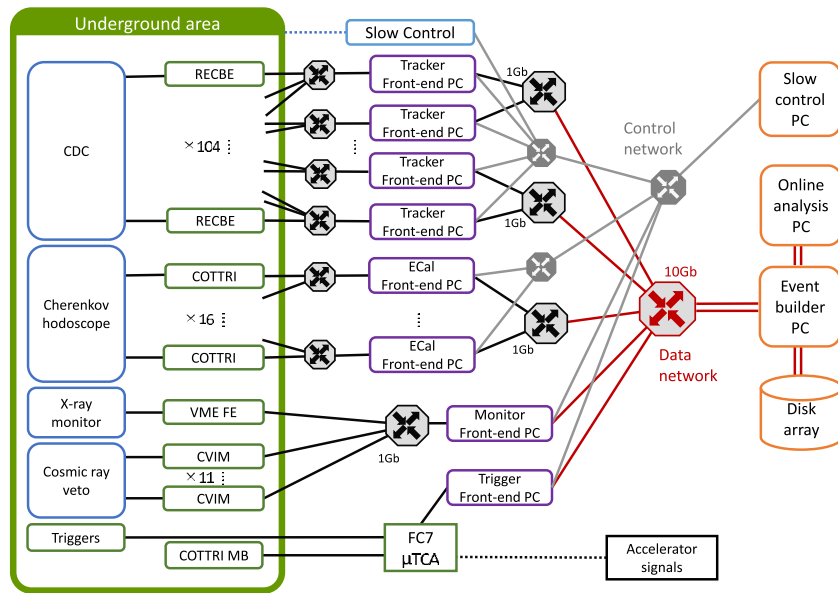 Underground area
Slow Control
CDC
RECBE
×104
RECBE
Tracker
Front-end PC
Tracker
Front-end PC
Tracker
Front-end PC
Tracker
Front-end PC
1Gb
1Gb
Control
network
Slow
control
PC
Online
analysis
PC
Cherenkov
hodoscope
COTTRI
×16
COTTRI
ECal
Front-end PC
ECal
Front-end PC
1Gb
10Gb
Data
network
Event
builder
PC
Disk
array
X-ray
monitor
VME FE
1Gb
Monitor
Front-end PC
Cosmic ray
veto
CVIM
×11
CVIM
Trigger
Front-end PC
Triggers
COTTRI MB
FC7
μTCA
Accelerator
signals